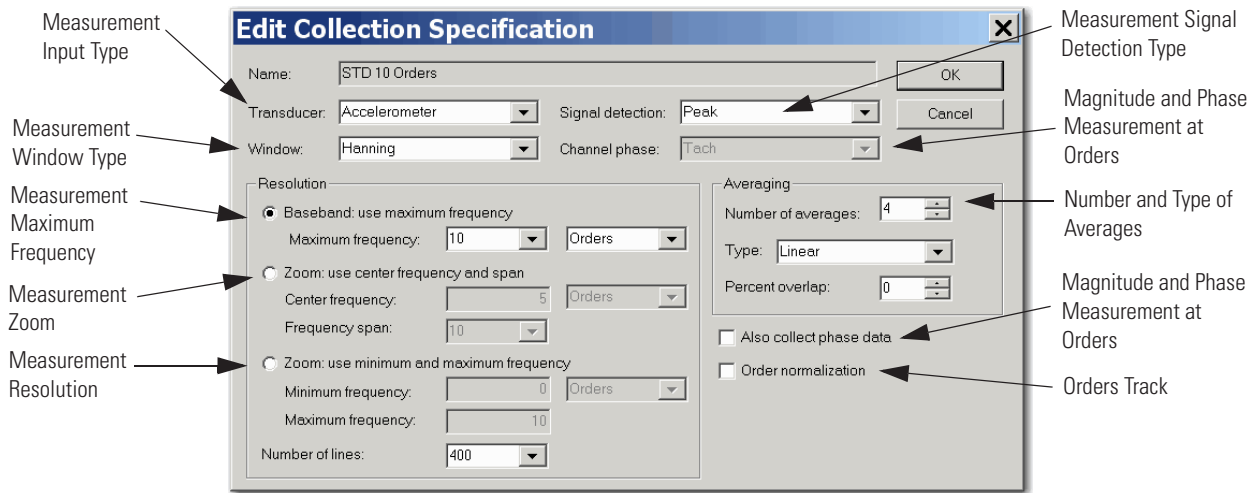 Measurement
Input Type
Measurement
Window Type
Measurement
Maximum
Frequency
Measurement
Zoom
Measurement
Resolution
Edit Collection Specification
Name: STD 10 Orders
OK
Transducer: Accelerometer Signal detection: Peak
Cancel
Window: Hanning Channel phase: Tach
Resolution
Baseband: use maximum frequency
Maximum frequency: 10 Orders
Zoom: use center frequency and span
Center frequency: 5 Orders
Frequency span: 10
Zoom: use minimum and maximum frequency
Minimum frequency: 0 Orders
Maximum frequency: 10
Number of lines: 400
Averaging
Number of averages: 4
Type: Linear
Percent overlap: 0
Also collect phase data
Order normalization
Measurement Signal
Detection Type
Magnitude and Phase
Measurement at
Orders
Number and Type of
Averages
Magnitude and Phase
Measurement at
Orders
Orders Track